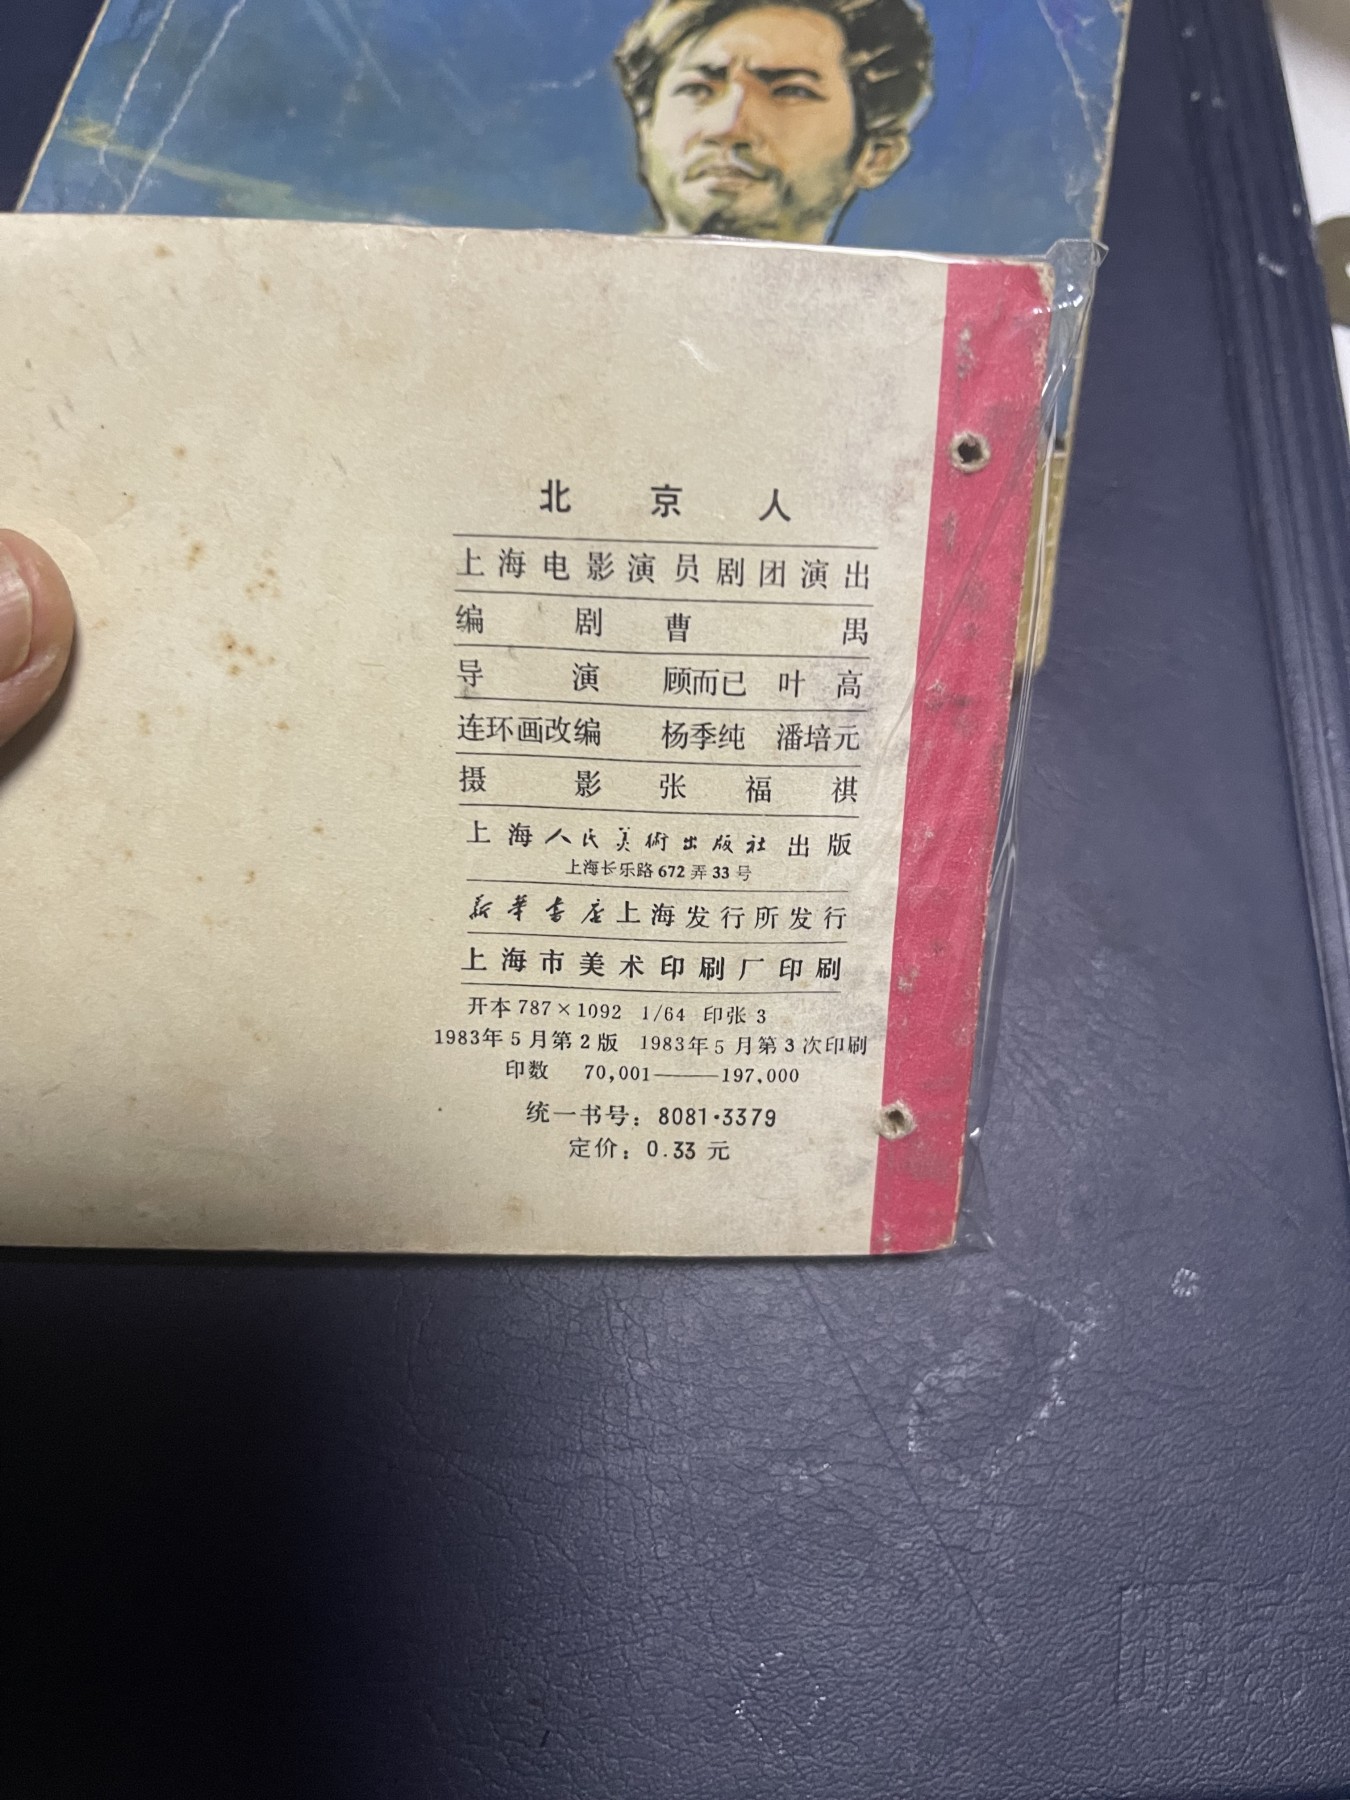 北京人
上海电影演员剧团演出
编剧 曹禺
导演 顾而已 叶高
连环画改编 杨季纯 潘培元
摄影 张福祺
上海人民美術出版社出版
上海长乐路672弄33号
新華書店上海发行所发行
上海市美术印刷厂印刷
开本 787×1092 1/64 印张 3
1983年5月第2版 1983年5月第3次印刷
印数 70,001——197,000
统一书号：8081·3379
定价：0.33 元